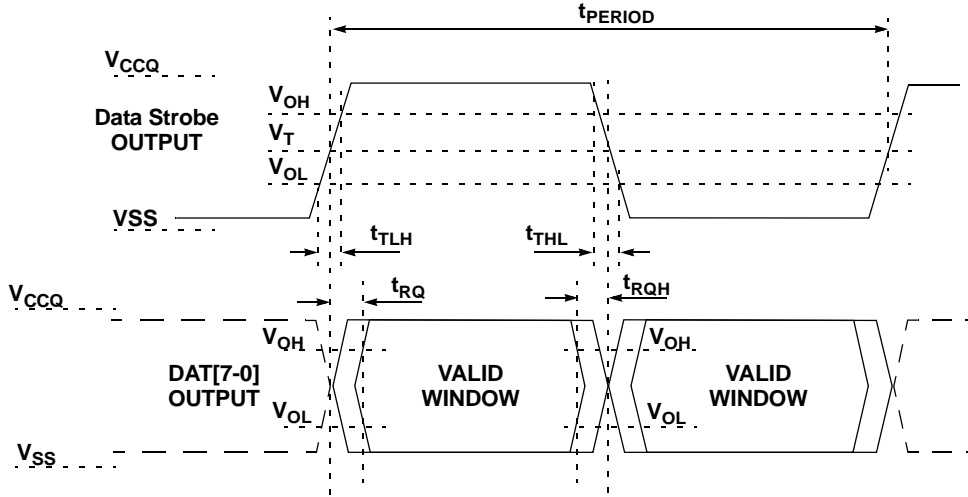 tPERIOD
VCCQ
VOH
Data Strobe
OUTPUT
VT
VOL
VSS
tTLH
tTHL
VCCQ
tRQ
tRQH
VOH
VOH
DAT[7-0]
OUTPUT
VALID
WINDOW
VALID
WINDOW
VOL
VOL
VSS